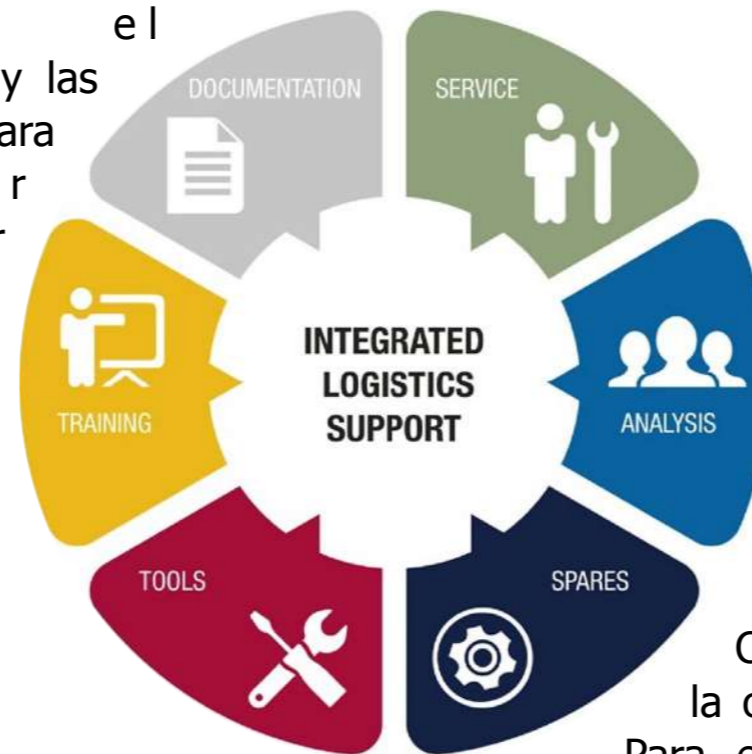 e l
y las
ara
r
r
DOCUMENTATION
SERVICE
TRAINING
INTEGRATED
LOGISTICS
SUPPORT
ANALYSIS
TOOLS
SPARES
la
Para